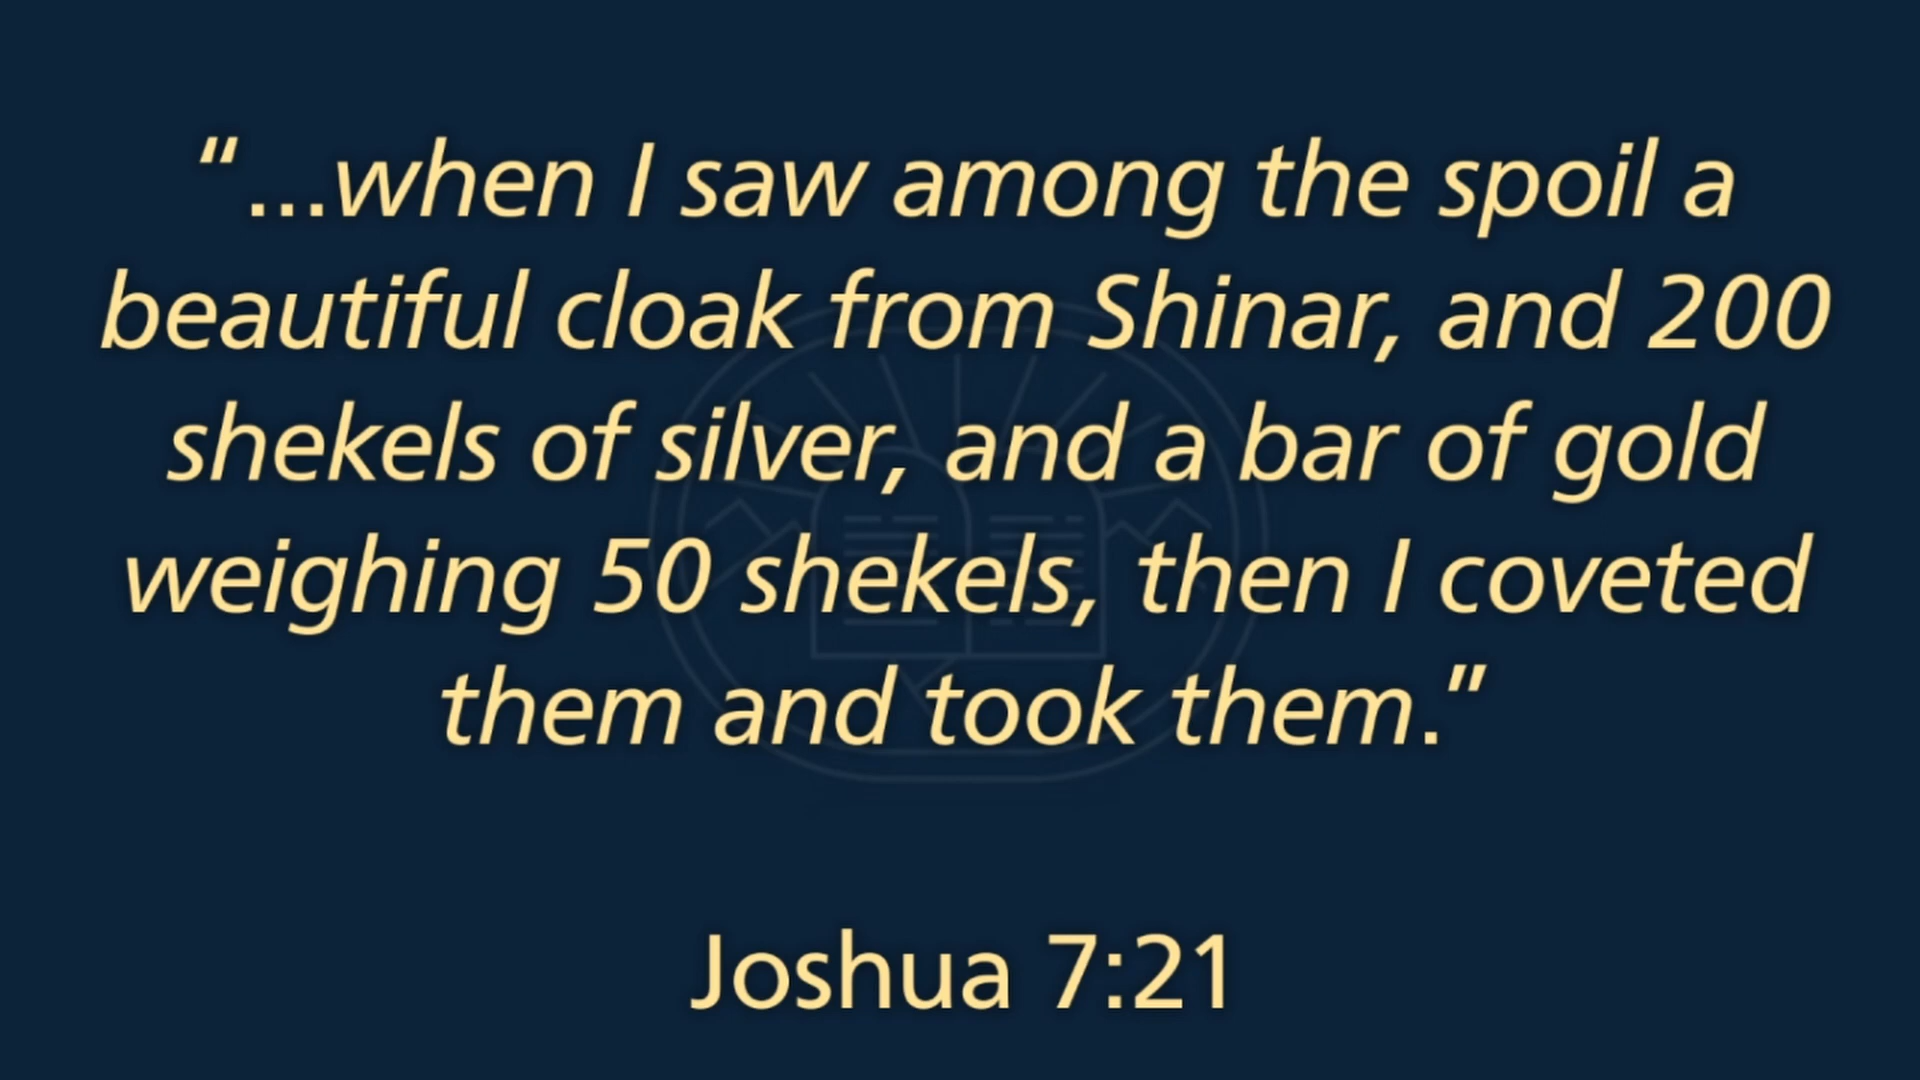 “...when I saw among the spoil a
beautiful cloak from Shinar, and 200
shekels of silver, and a bar of gold
weighing 50 shekels, then I coveted
them and took them.”
Joshua 7:21